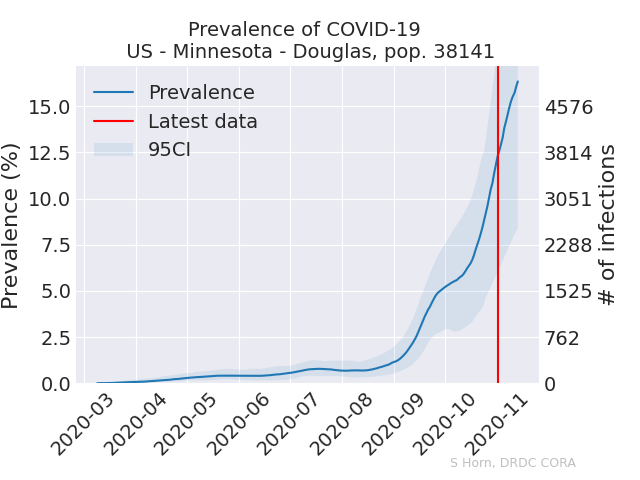 Prevalence of COVID-19
US - Minnesota - Douglas, pop. 38141
Prevalence
Latest data
95CI
Prevalence (%)
15.0
12.5
10.0
7.5
5.0
2.5
0.0
4576
3814
3051
2288
1525
762
0
# of infections
2020-03
2020-04
2020-05
2020-06
2020-07
2020-08
2020-09
2020-10
2020-11
S Horn, DRDC CORA